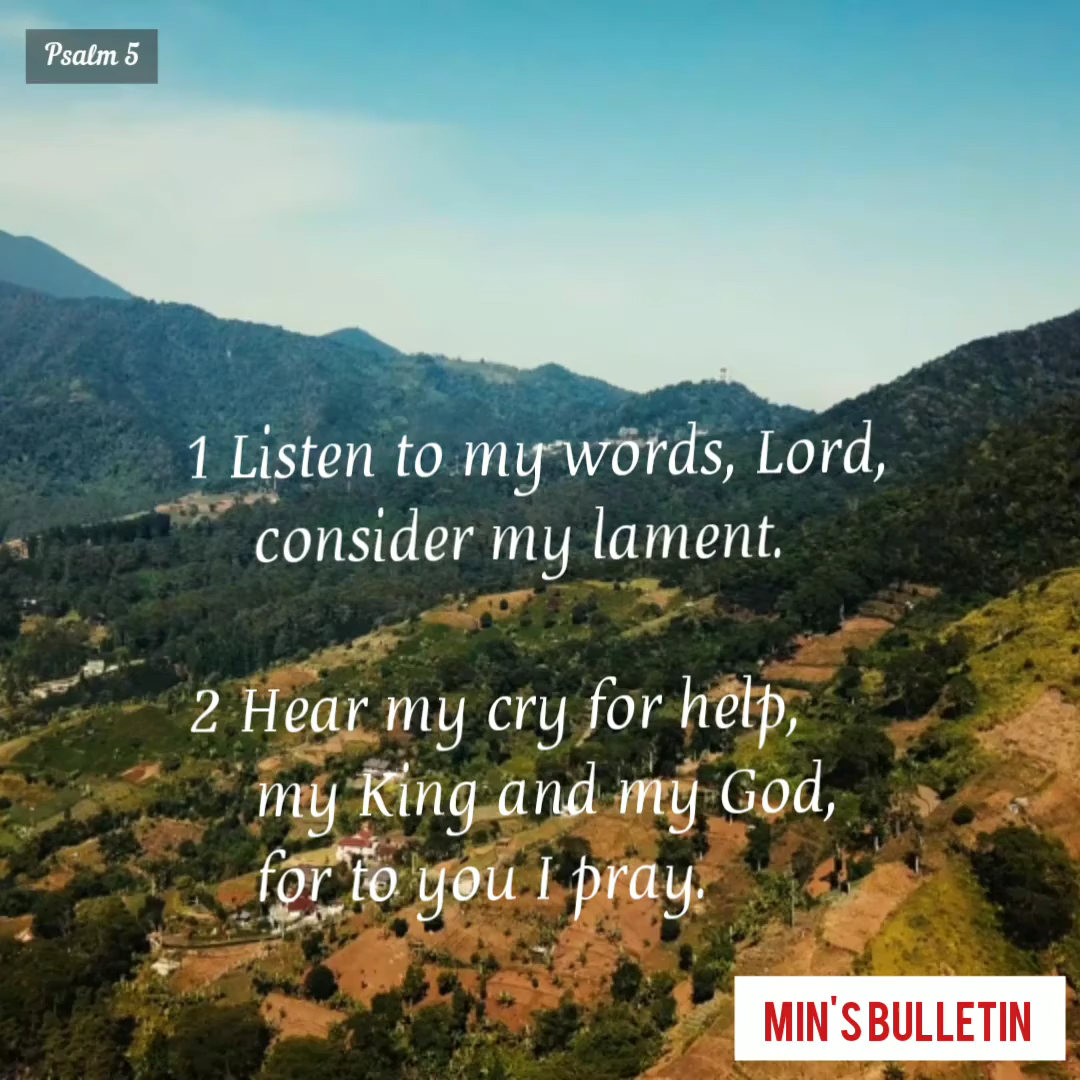 Psalm 5
1 Listen to my words, Lord,
consider my lament.
2 Hear my cry for help,
my King and my God,
for to you I pray.
MIN'S BULLETIN